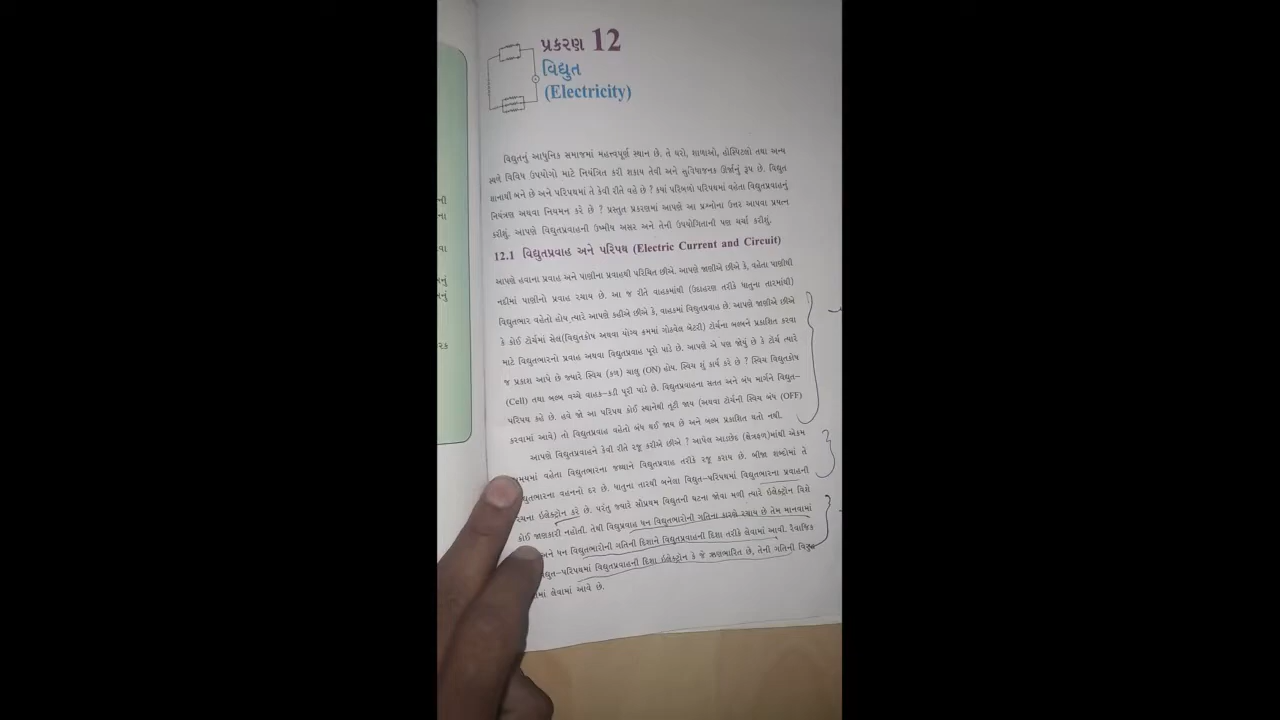 પ્રકરણ 12
વિદ્યુત
(Electricity)
વિદ્યુતનું આધુનિક સમાજમાં મહત્ત્વપૂર્ણ સ્થાન છે. તે ઘરો, શાળાઓ, હૉસ્પિટલો તથા અન્ય
સ્થળે વિવિધ ઉપયોગો માટે નિયંત્રિત કરી શકાય તેવી અને સુવિધાજનક ઊર્જાનું રૂપ છે. વિદ્યુત
શાનાથી બને છે અને પરિપથમાં તે કેવી રીતે વહે છે ? કયાં પરિબળો પરિપથમાં વહેતા વિદ્યુતપ્રવાહનું
નિયંત્રણ અથવા નિયમન કરે છે ? પ્રસ્તુત પ્રકરણમાં આપણે આ પ્રશ્નોના ઉત્તર આપવા પ્રયત્ન
કરીશું. આપણે વિદ્યુતપ્રવાહની ઉષ્મીય અસર અને તેની ઉપયોગિતાની પણ ચર્ચા કરીશું.
12.1 વિદ્યુતપ્રવાહ અને પરિપથ (Electric Current and Circuit)
આપણે હવાના પ્રવાહ અને પાણીના પ્રવાહથી પરિચિત છીએ. આપણે જાણીએ છીએ કે, વહેતા પાણીથી
નદીમાં પાણીનો પ્રવાહ રચાય છે. આ જ રીતે વાહકમાંથી (ઉદાહરણ તરીકે ધાતુના તારમાંથી)
વિદ્યુતભાર વહેતો હોય ત્યારે આપણે કહીએ છીએ કે, વાહકમાં વિદ્યુતપ્રવાહ છે. આપણે જાણીએ છીએ
કે કોઈ ટૉર્ચમાં સેલ(વિદ્યુતકોષ અથવા યોગ્ય ક્રમમાં ગોઠવેલ બૅટરી) ટૉર્ચના બલ્બને પ્રકાશિત કરવા
માટે વિદ્યુતભારનો પ્રવાહ અથવા વિદ્યુતપ્રવાહ પૂરો પાડે છે. આપણે એ પણ જોયું છે કે ટૉર્ચ ત્યારે
જ પ્રકાશ આપે છે જ્યારે સ્વિચ (કળ) ચાલુ (ON) હોય. સ્વિચ શું કાર્ય કરે છે ? સ્વિચ વિદ્યુતકોષ
(Cell) તથા બલ્બ વચ્ચે વાહક-કડી પૂરી પાડે છે. વિદ્યુતપ્રવાહના સતત અને બંધ માર્ગને વિદ્યુત-
પરિપથ કહે છે. હવે જો આ પરિપથ કોઈ સ્થાનેથી તૂટી જાય (અથવા ટૉર્ચની સ્વિચ બંધ (OFF)
કરવામાં આવે) તો વિદ્યુતપ્રવાહ વહેતો બંધ થઈ જાય છે અને બલ્બ પ્રકાશિત થતો નથી.
આપણે વિદ્યુતપ્રવાહને કેવી રીતે રજૂ કરીએ છીએ ? આપેલ આડછેદ (ક્ષેત્રફળ)માંથી એકમ
સમયમાં વહેતા વિદ્યુતભારના જથ્થાને વિદ્યુતપ્રવાહ તરીકે રજૂ કરાય છે. બીજા શબ્દોમાં તે
વિદ્યુતભારના વહનનો દર છે. ધાતુના તારથી બનેલા વિદ્યુત-પરિપથમાં વિદ્યુતભારના પ્રવાહની
રચના ઇલેક્ટ્રૉન કરે છે. પરંતુ જ્યારે સૌપ્રથમ વિદ્યુતની ઘટના જોવા મળી ત્યારે ઇલેક્ટ્રૉન વિશે
કોઈ જાણકારી નહોતી. તેથી વિદ્યુપ્રવાહ ધન વિદ્યુતભારોની ગતિના કારણે રચાય છે તેમ માનવામાં
અને ધન વિદ્યુતભારોની ગતિની દિશાને વિદ્યુતપ્રવાહની દિશા તરીકે લેવામાં આવી. રૈવાજિક
વિદ્યુત-પરિપથમાં વિદ્યુતપ્રવાહની દિશા ઇલેક્ટ્રૉન કે જે ઋણભારિત છે, તેની ગતિની વિરુદ્ધ
લેવામાં આવે છે.